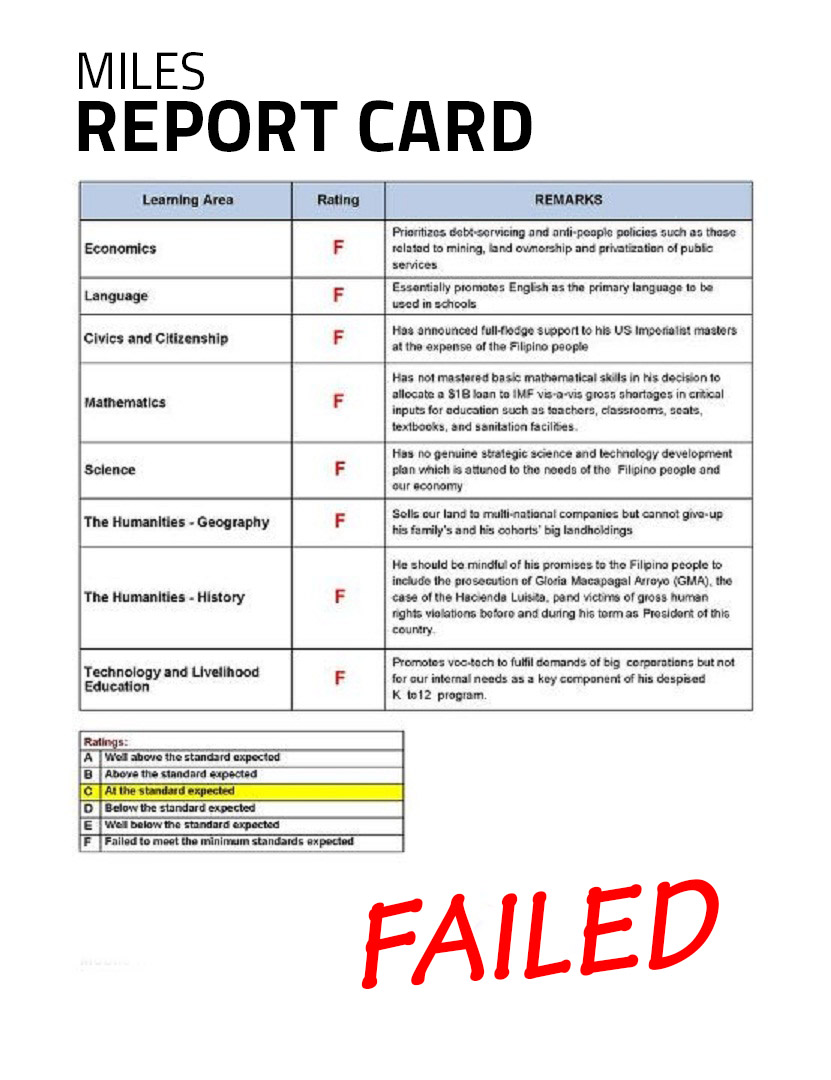 MILES
REPORT CARD
Learning Area Rating REMARKS
Economics F Prioritizes debt-servicing and anti-people policies such as those
related to mining, land ownership and privatization of public
services
Language F Essentially promotes English as the primary language to be
used in schools
Civics and Citizenship F Has announced full-fledge support to his US Imperialist masters
at the expense of the Filipino people
Mathematics F Has not mastered basic mathematical skills in his decision to
allocate a $1B loan to IMF vis-a-vis gross shortages in critical
inputs for education such as teachers, classrooms, seats,
textbooks, and sanitation facilities.
Science F Has no genuine strategic science and technology development
plan which is attuned to the needs of the Filipino people and
our economy
The Humanities - Geography F Sells our land to multi-national companies but cannot give-up
his family's and his cohorts' big landholdings
The Humanities - History F He should be mindful of his promises to the Filipino people to
include the prosecution of Gloria Macapagal Arroyo (GMA), the
case of the Hacienda Luisita, pand victims of gross human
rights violations before and during his term as President of this
country.
Technology and Livelihood
Education F Promotes voc-tech to fulfil demands of big corporations but not
for our internal needs as a key component of his despised
K to12 program.
Ratings:
A Well above the standard expected
B Above the standard expected
C At the standard expected
D Below the standard expected
E Well below the standard expected
F Failed to meet the minimum standards expected
FAILED